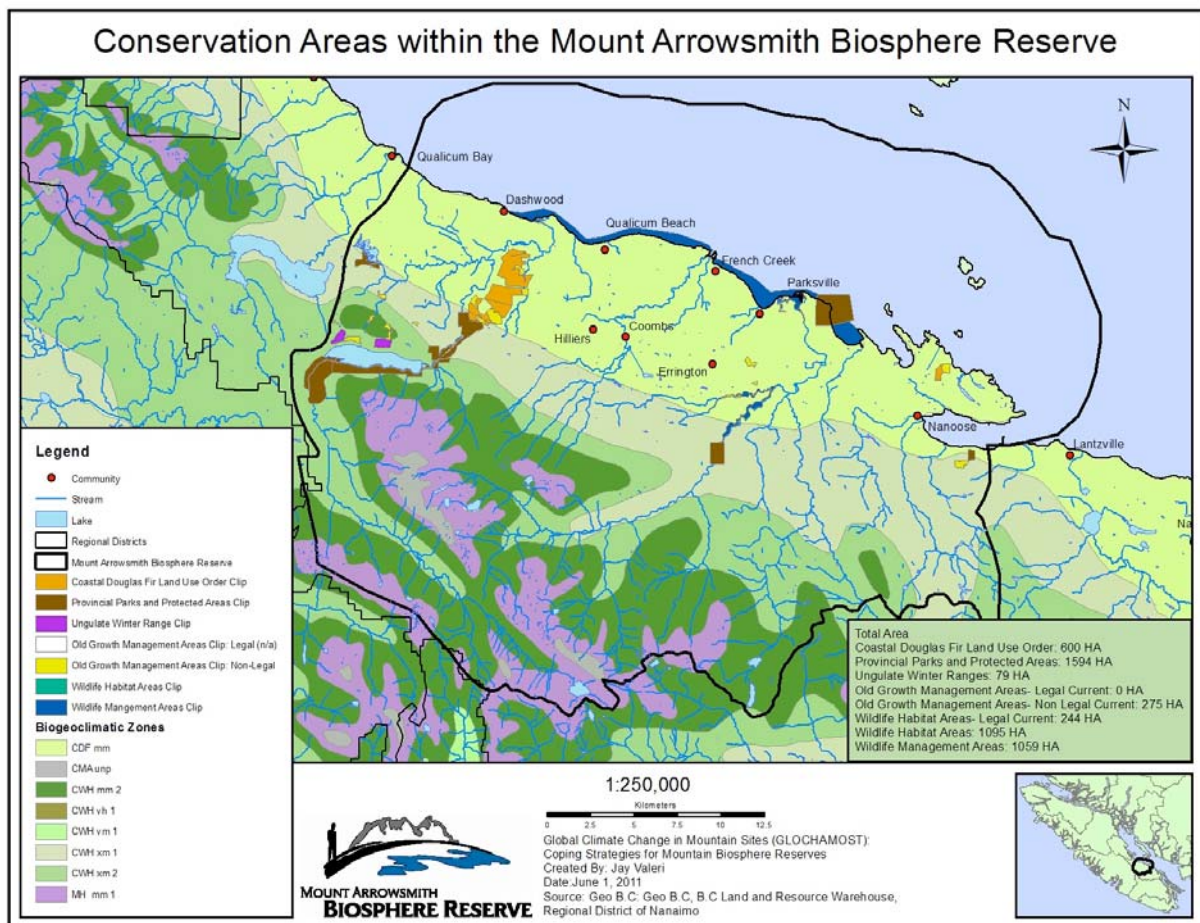 Conservation Areas within the Mount Arrowsmith Biosphere Reserve
N
Qualicum Bay
Dashwood
Qualicum Beach
French Creek
Parksville
Hilliers
Coombs
Errington
Nanoose
Lantzville
Na
Legend
Community
Stream
Lake
Regional Districts
Mount Arrowsmith Biosphere Reserve
Coastal Douglas Fir Land Use Order Clip
Provincial Parks and Protected Areas Clip
Ungulate Winter Range Clip
Old Growth Management Areas Clip: Legal (n/a)
Old Growth Management Areas Clip: Non-Legal
Wildlife Habitat Areas Clip
Wildlife Mangement Areas Clip
Biogeoclimatic Zones
CDF mm
CMA unp
CWH mm 2
CWH vh 1
CWH vm 1
CWH xm 1
CWH xm 2
MH mm 1
Total Area
Coastal Douglas Fir Land Use Order: 600 HA
Provincial Parks and Protected Areas: 1594 HA
Ungulate Winter Ranges: 79 HA
Old Growth Management Areas- Legal Current: 0 HA
Old Growth Management Areas- Non Legal Current: 275 HA
Wildlife Habitat Areas- Legal Current: 244 HA
Wildlife Habitat Areas: 1095 HA
Wildlife Management Areas: 1059 HA
MOUNT ARROWSMITH
BIOSPHERE RESERVE
1:250,000
Kilometers
0 2.5 5 7.5 10 12.5
Global Climate Change in Mountain Sites (GLOCHAMOST):
Coping Strategies for Mountain Biosphere Reserves
Created By: Jay Valeri
Date:June 1, 2011
Source: Geo B.C: Geo B.C, B.C Land and Resource Warehouse,
Regional District of Nanaimo